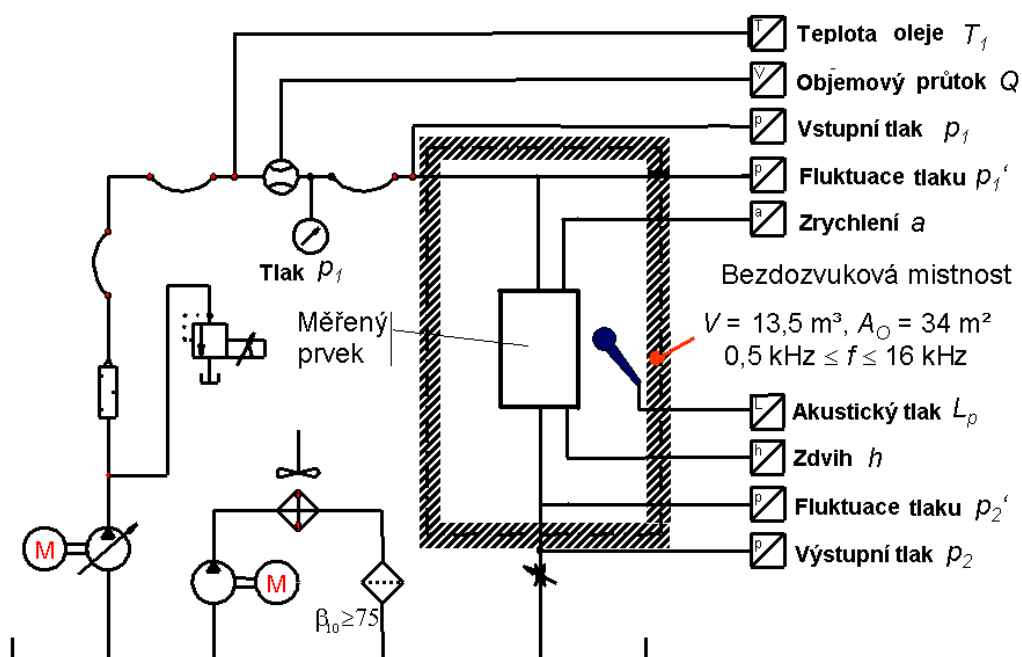 T Teplota oleje T1
V̇ Objemový průtok Q
p Vstupní tlak p1
p Fluktuace tlaku p1‘
a Zrychlení a
Tlak p1
Bezdozvuková mistnost
V = 13,5 m³, AO = 34 m²
0,5 kHz ≤ f ≤ 16 kHz
Měřený
prvek
L Akustický tlak Lp
h Zdvih h
p Fluktuace tlaku p2‘
p Výstupní tlak p2
M
M
β10≥75